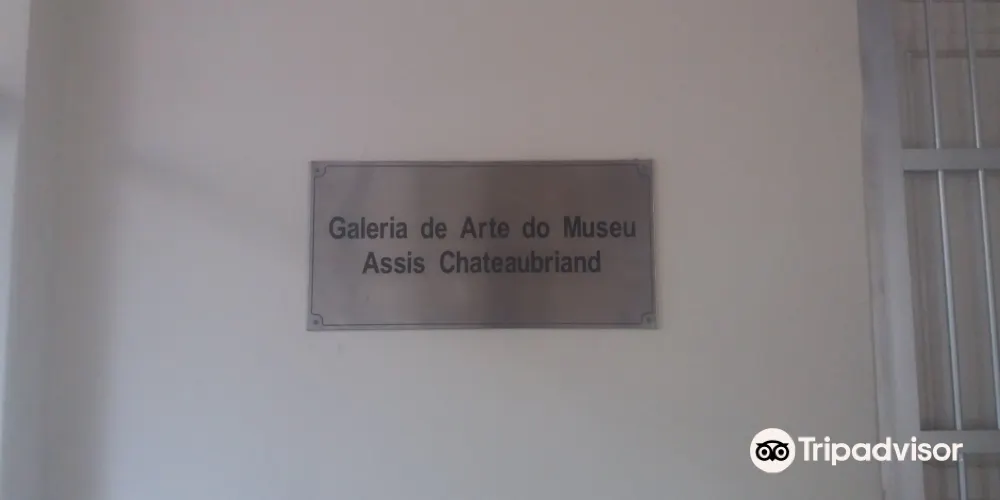 Galeria de Arte do Museu
Assis Chateaubriand
Tripadvisor